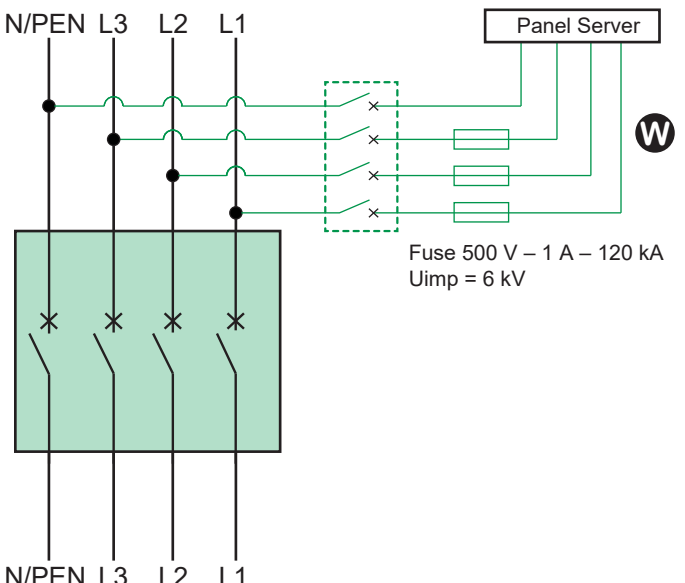 N/PEN L3 L2 L1
Panel Server
W
Fuse 500 V – 1 A – 120 kA
Uimp = 6 kV
N/PEN L3 L2 L1